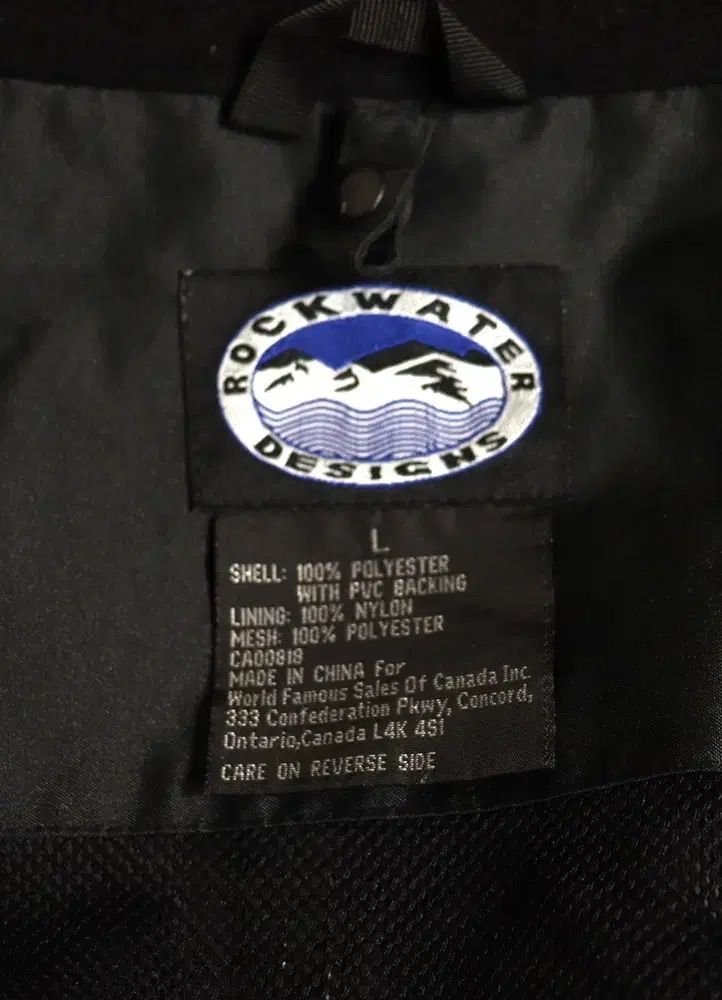 ROCKWATER
DESIGNS
L
SHELL: 100% POLYESTER
WITH PVC BACKING
LINING: 100% NYLON
MESH: 100% POLYESTER
CA00818
MADE IN CHINA For
World Famous Sales Of Canada Inc
333 Confederation Pkwy, Concord,
Ontario,Canada L4K 4S1
CARE ON REVERSE SIDE